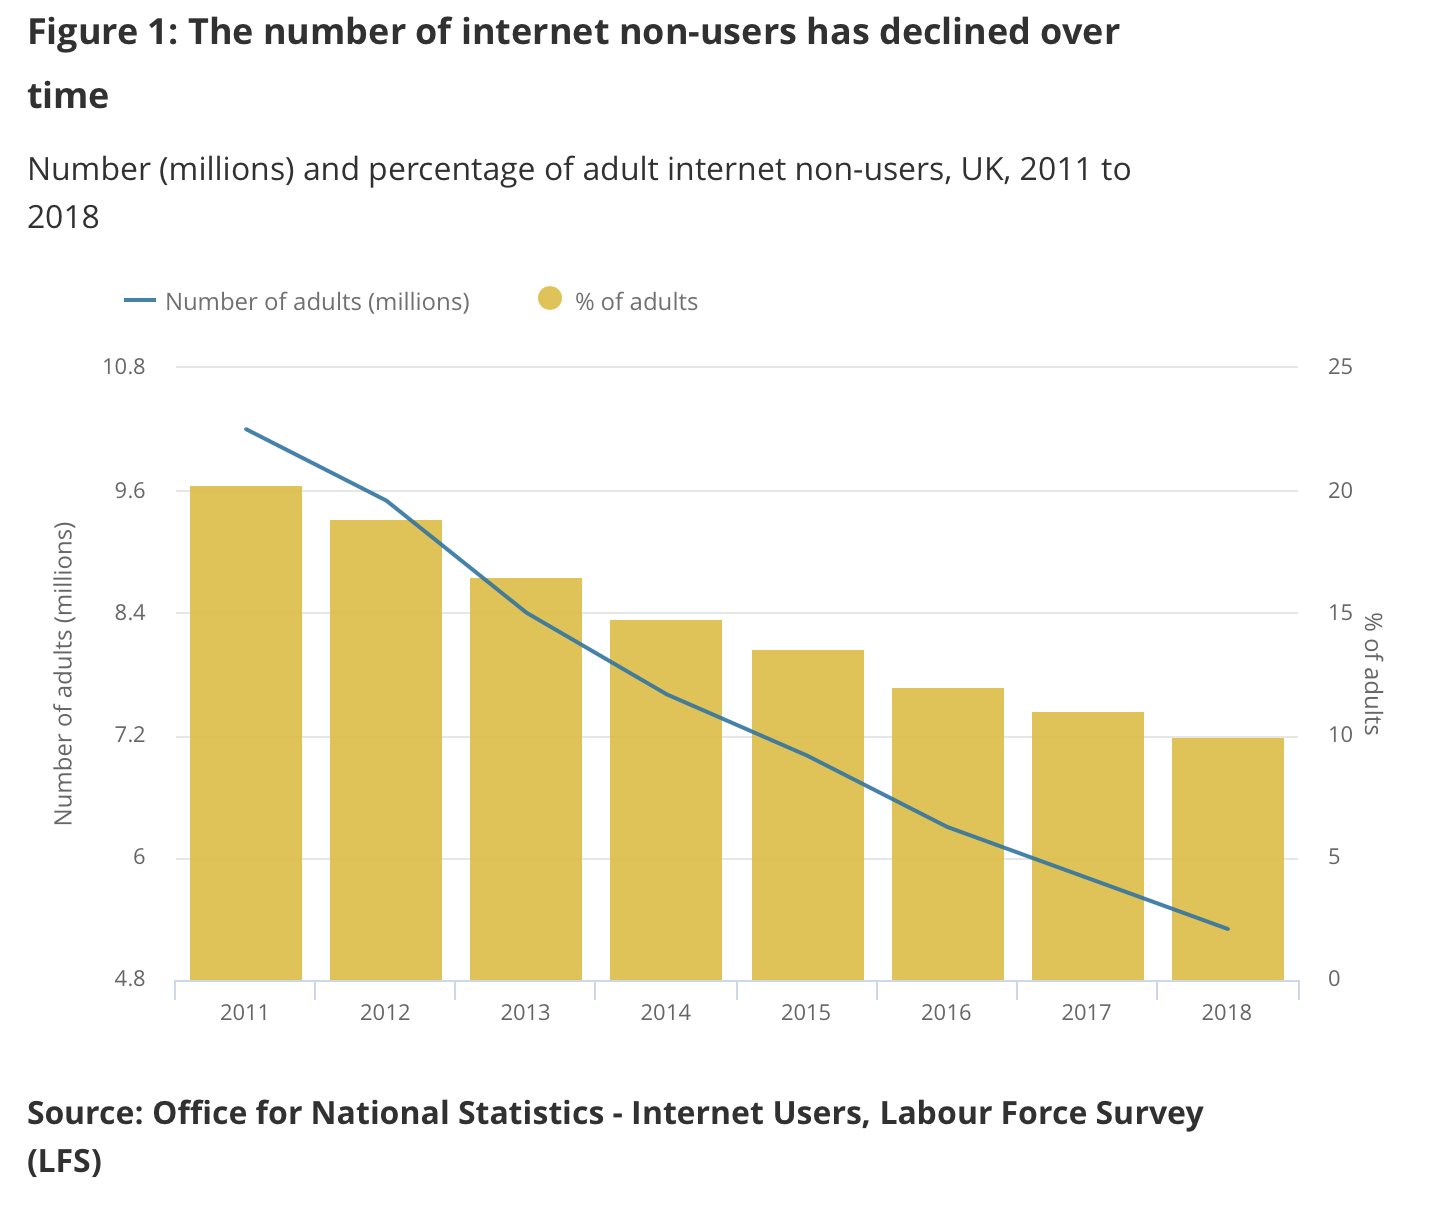 Figure 1: The number of internet non-users has declined over
time
Number (millions) and percentage of adult internet non-users, UK, 2011 to
2018
Number of adults (millions)
% of adults
10.8
25
9.6
20
8.4
15
7.2
10
6
5
4.8
0
Number of adults (millions)
% of adults
2011
2012
2013
2014
2015
2016
2017
2018
Source: Office for National Statistics - Internet Users, Labour Force Survey
(LFS)